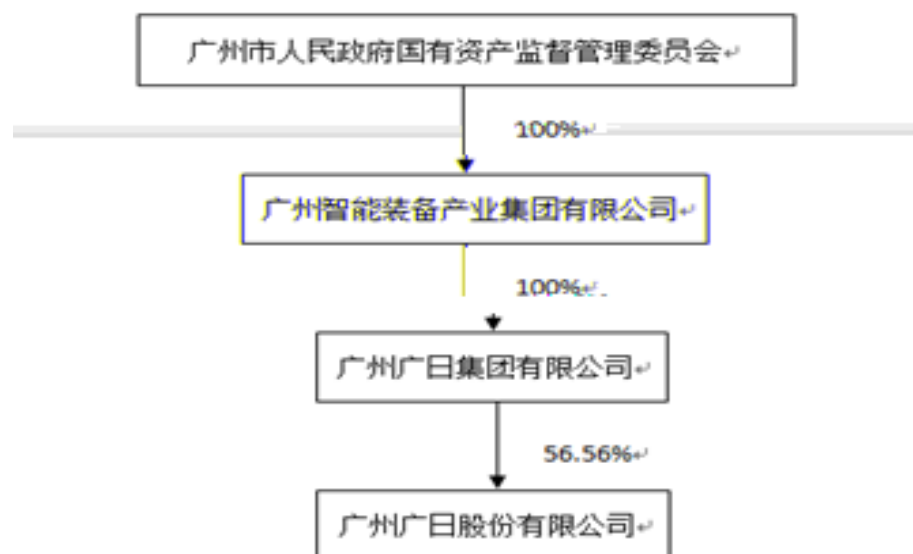 广州市人民政府国有资产监督管理委员会
100%
广州智能装备产业集团有限公司
100%
广州广日集团有限公司
56.56%
广州广日股份有限公司